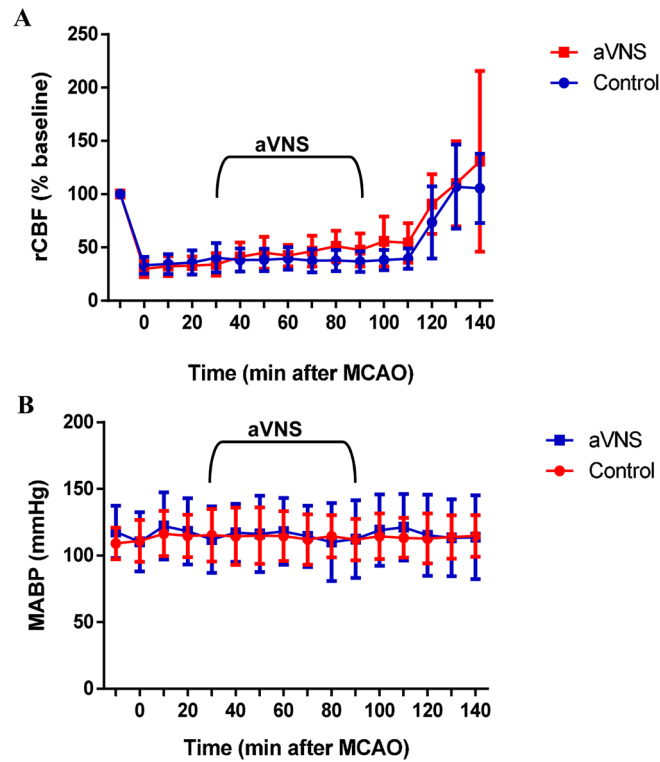 A
250
200
150
100
50
0
rCBF (% baseline)
aVNS
aVNS
Control
0 20 40 60 80 100 120 140
Time (min after MCAO)
B
200
150
100
50
0
MABP (mmHg)
aVNS
aVNS
Control
0 20 40 60 80 100 120 140
Time (min after MCAO)